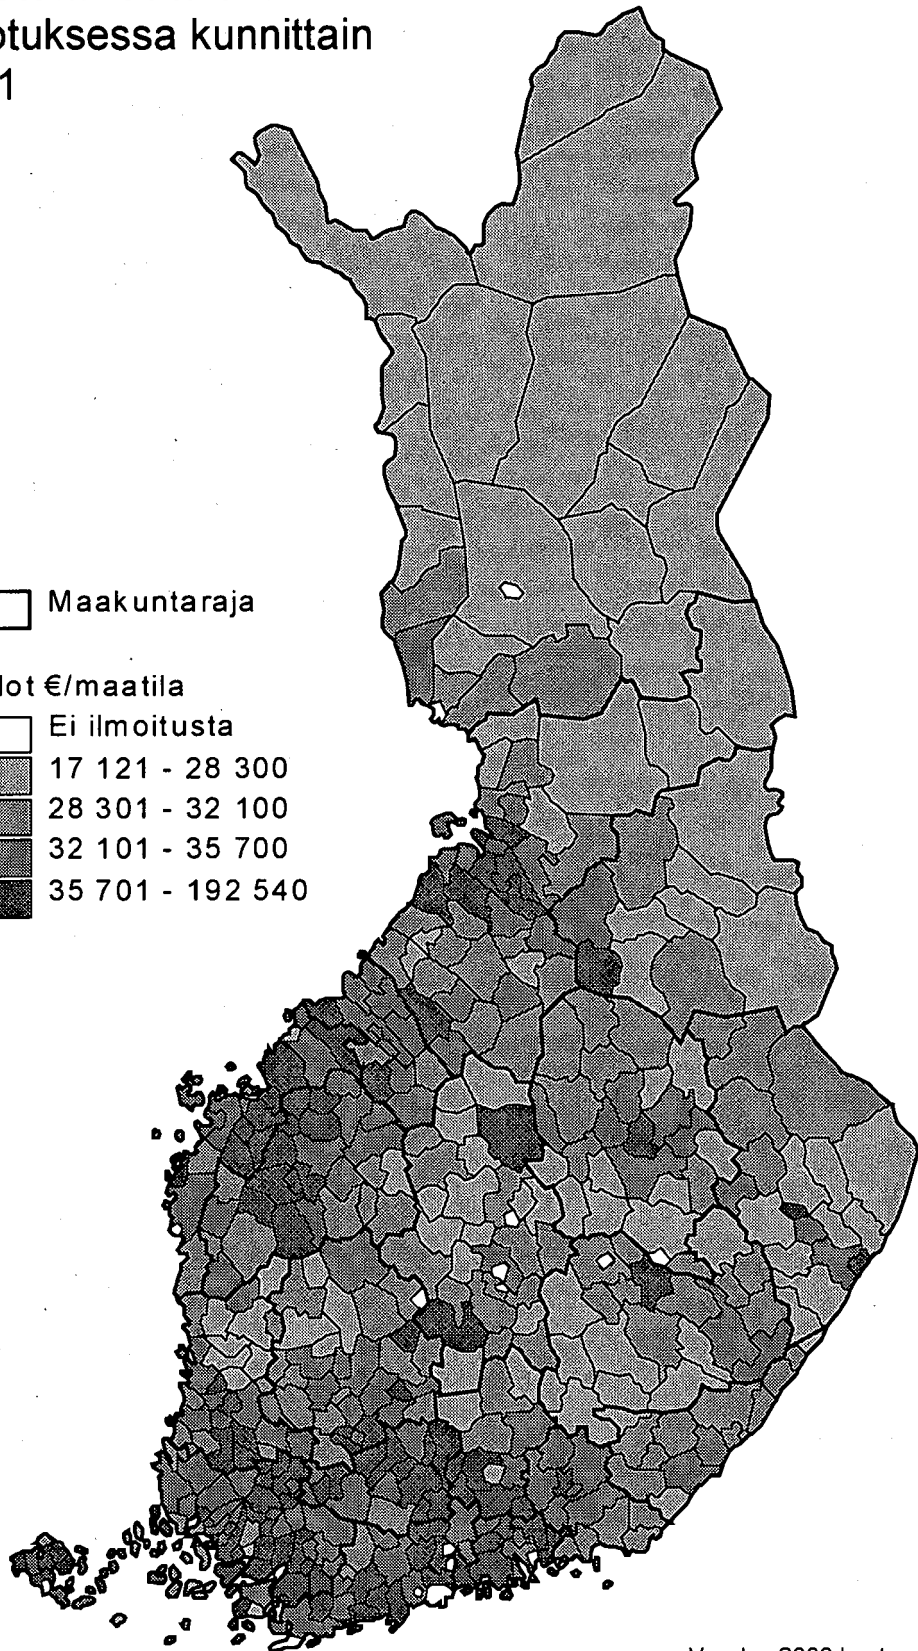 otuksessa kunnittain
1
Maakuntaraja
lot €/maatila
Ei ilmoitusta
17 121 - 28 300
28 301 - 32 100
32 101 - 35 700
35 701 - 192 540